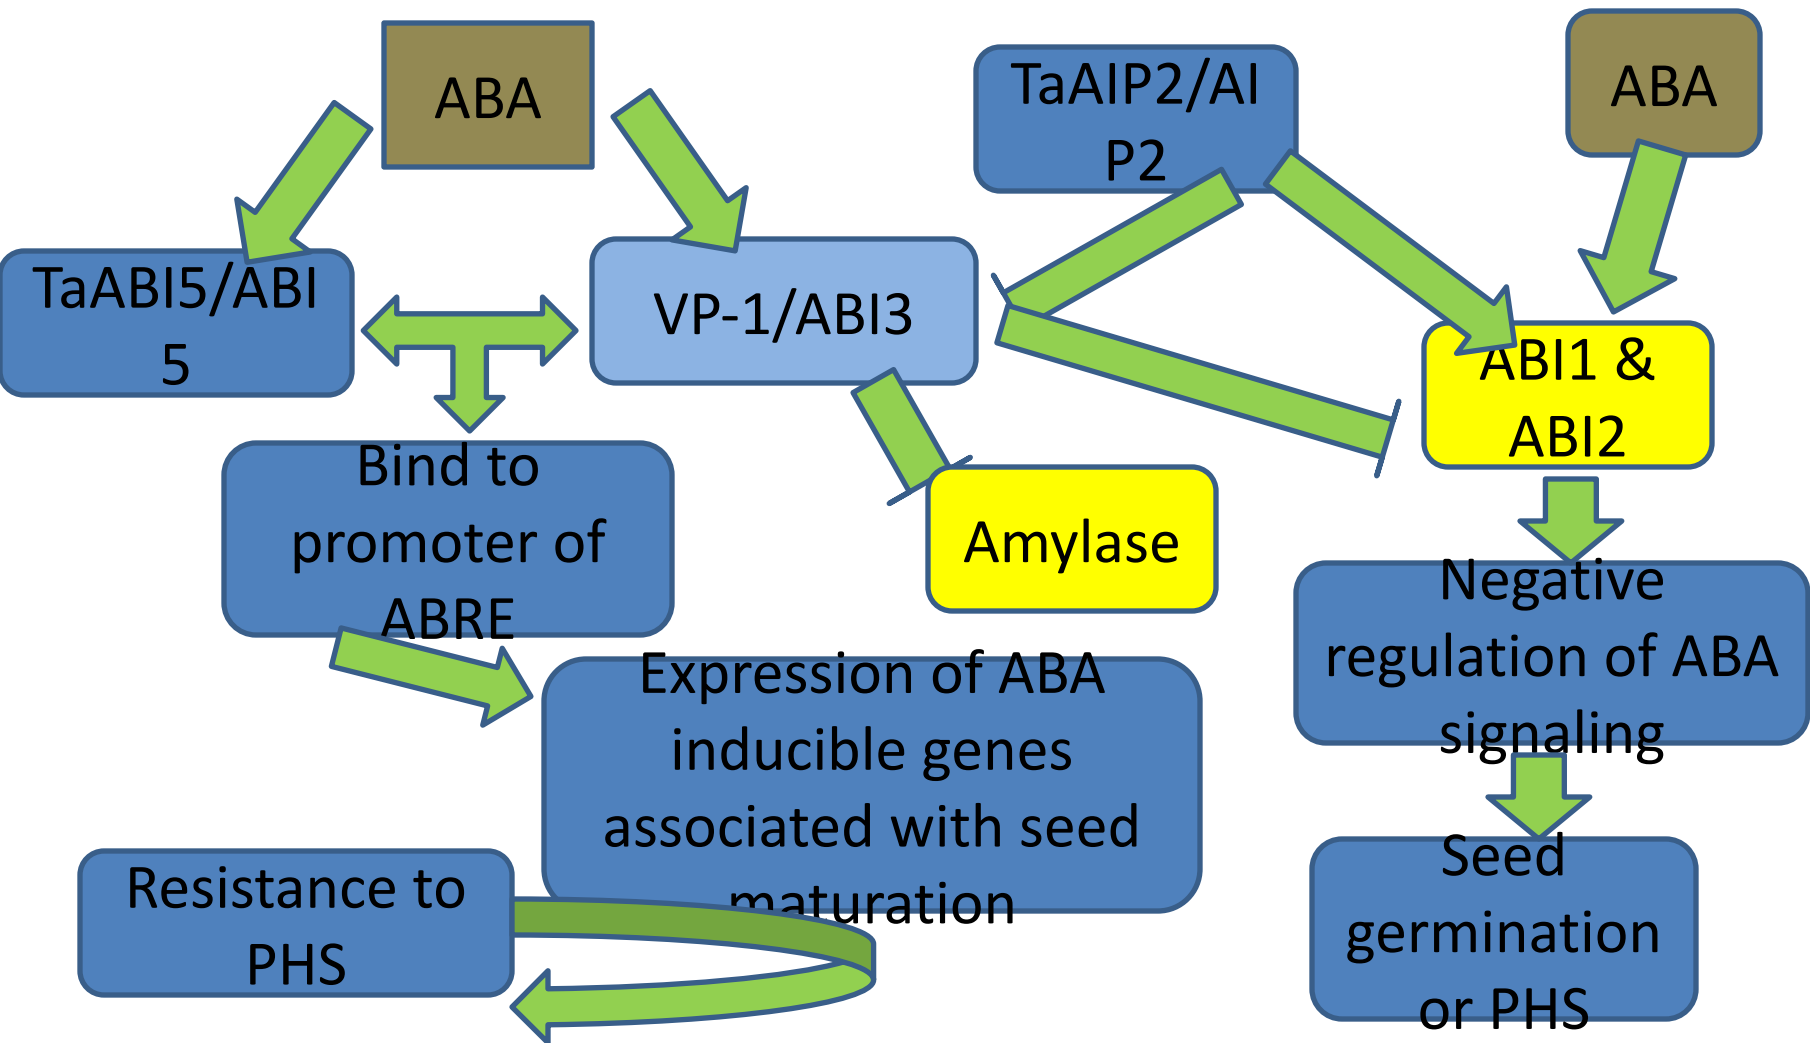 ABA
TaAIP2/AI
P2
ABA
TaABI5/ABI
5
VP-1/ABI3
ABI1 &
ABI2
Bind to
promoter of
ABRE
Amylase
Negative
regulation of ABA
signaling
Expression of ABA
inducible genes
associated with seed
maturation
Resistance to
PHS
Seed
germination
or PHS